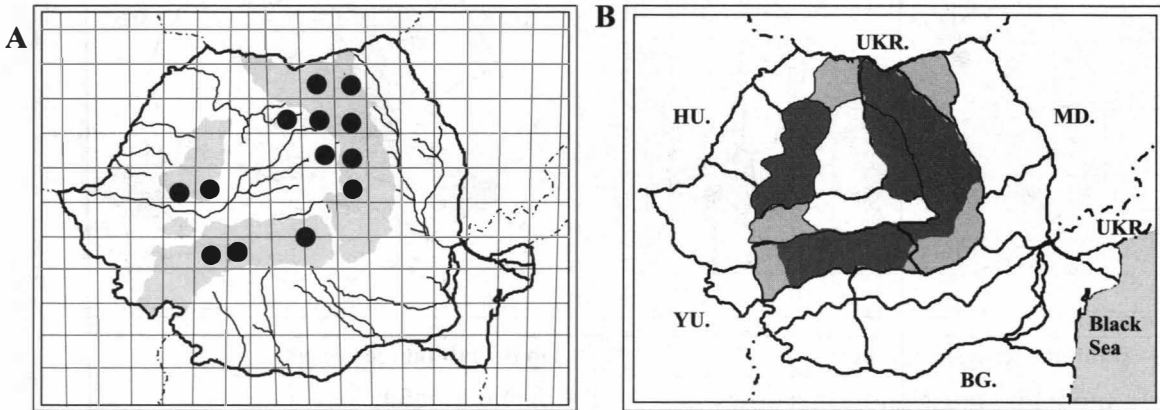 A
B
UKR.
HU.
MD.
UKR.
YU.
Black
Sea
BG.